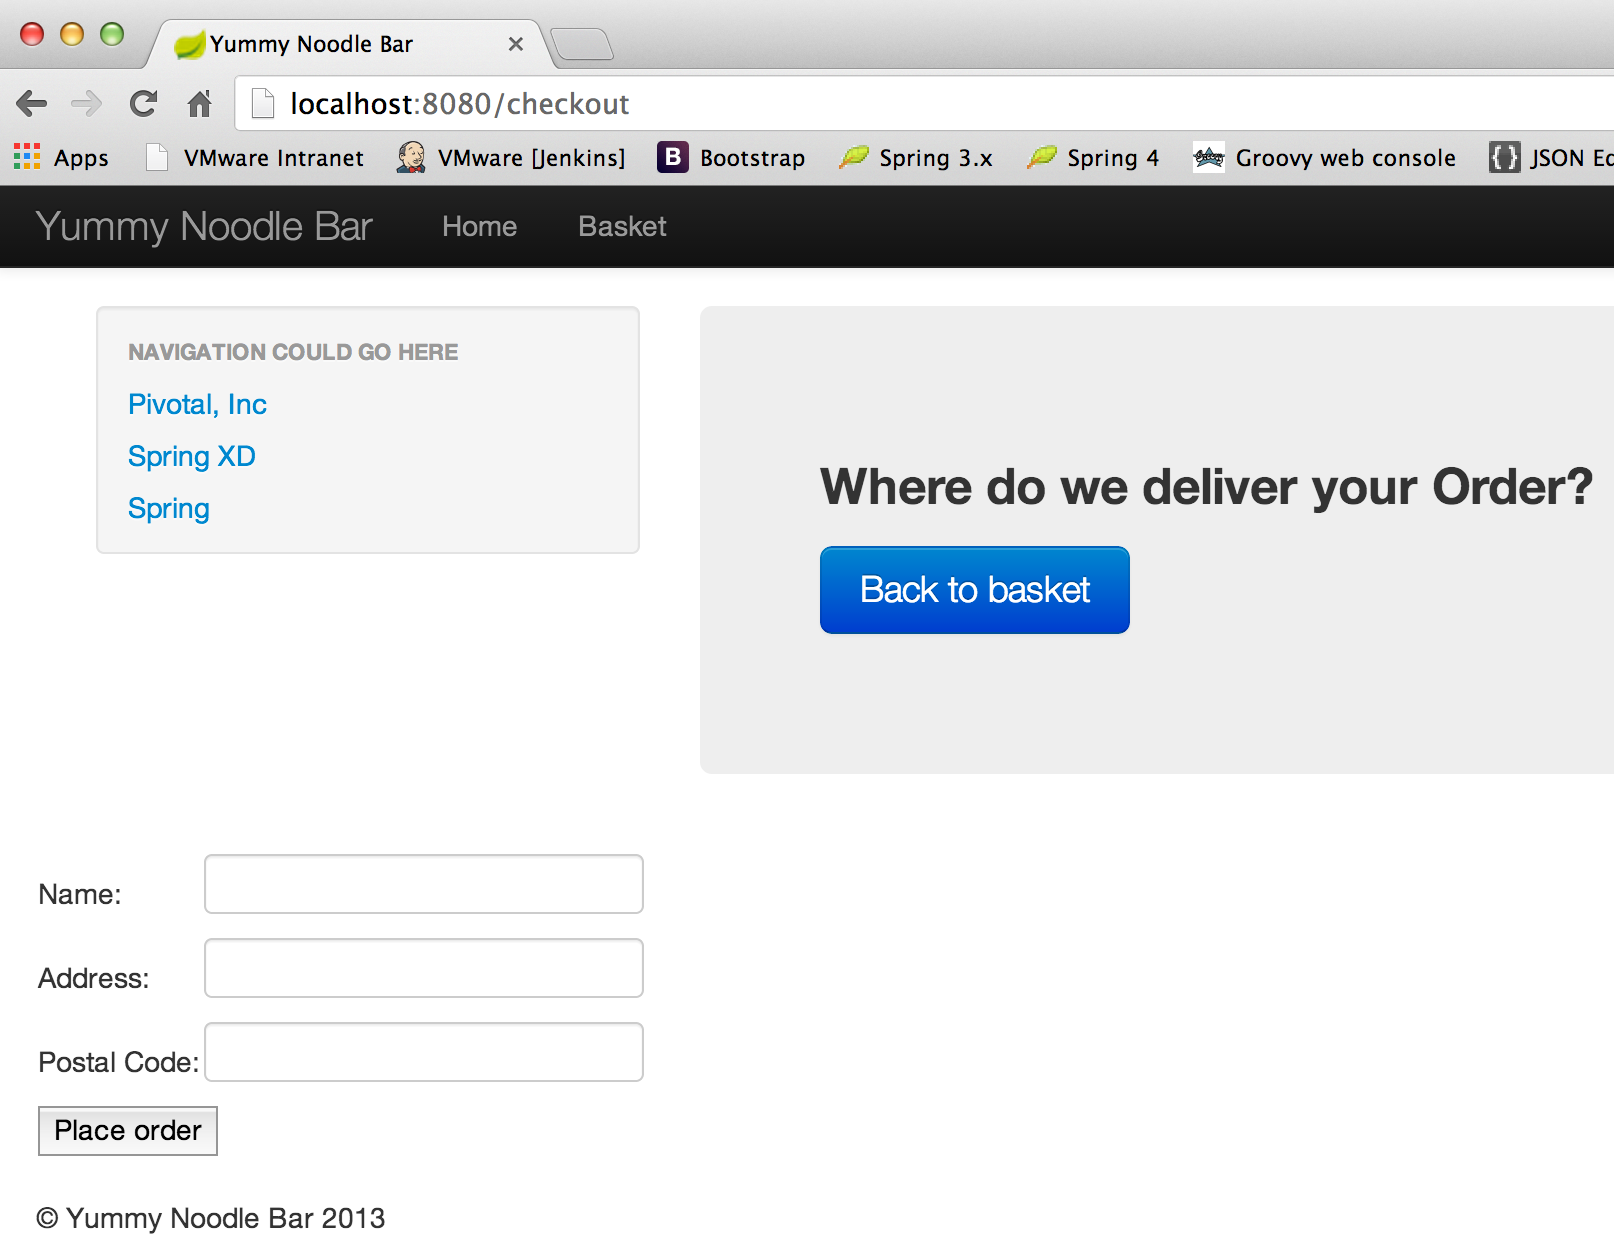 Yummy Noodle Bar
localhost:8080/checkout
Apps VMware Intranet VMware [Jenkins] B Bootstrap Spring 3.x Spring 4 Groovy web console {} JSON Ed
Yummy Noodle Bar Home Basket
NAVIGATION COULD GO HERE
Pivotal, Inc
Spring XD
Spring
Where do we deliver your Order?
Back to basket
Name:
Address:
Postal Code:
Place order
© Yummy Noodle Bar 2013